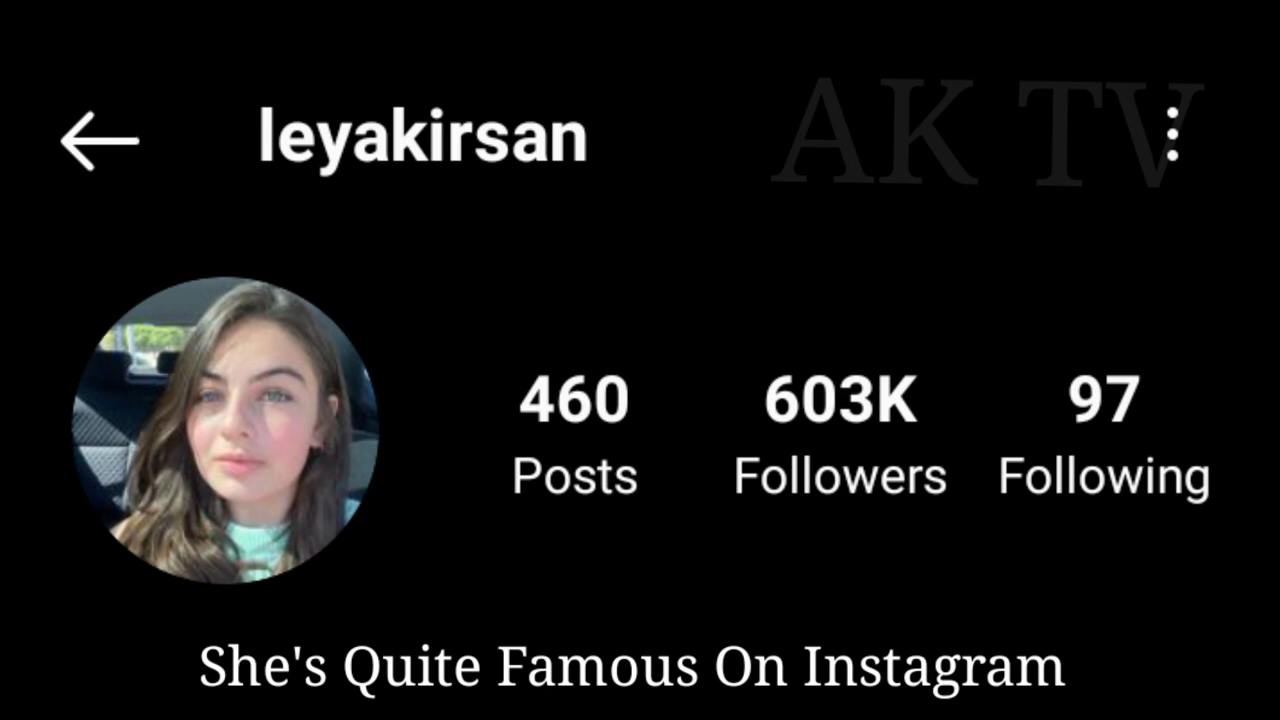 AK TV
leyakirsan
460 603K 97
Posts Followers Following
She's Quite Famous On Instagram